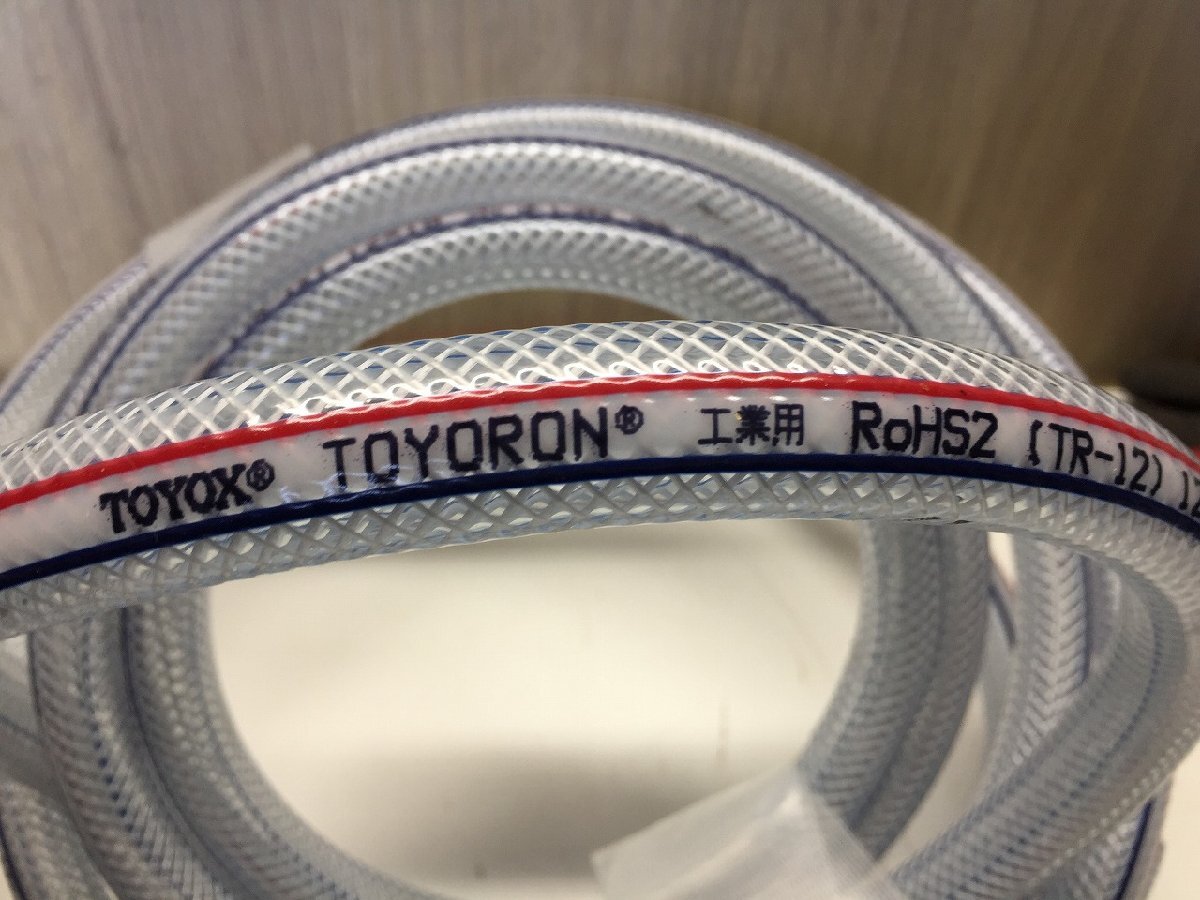 TOYOX® TOYORON® 工業用 RoHS2 (TR-12)